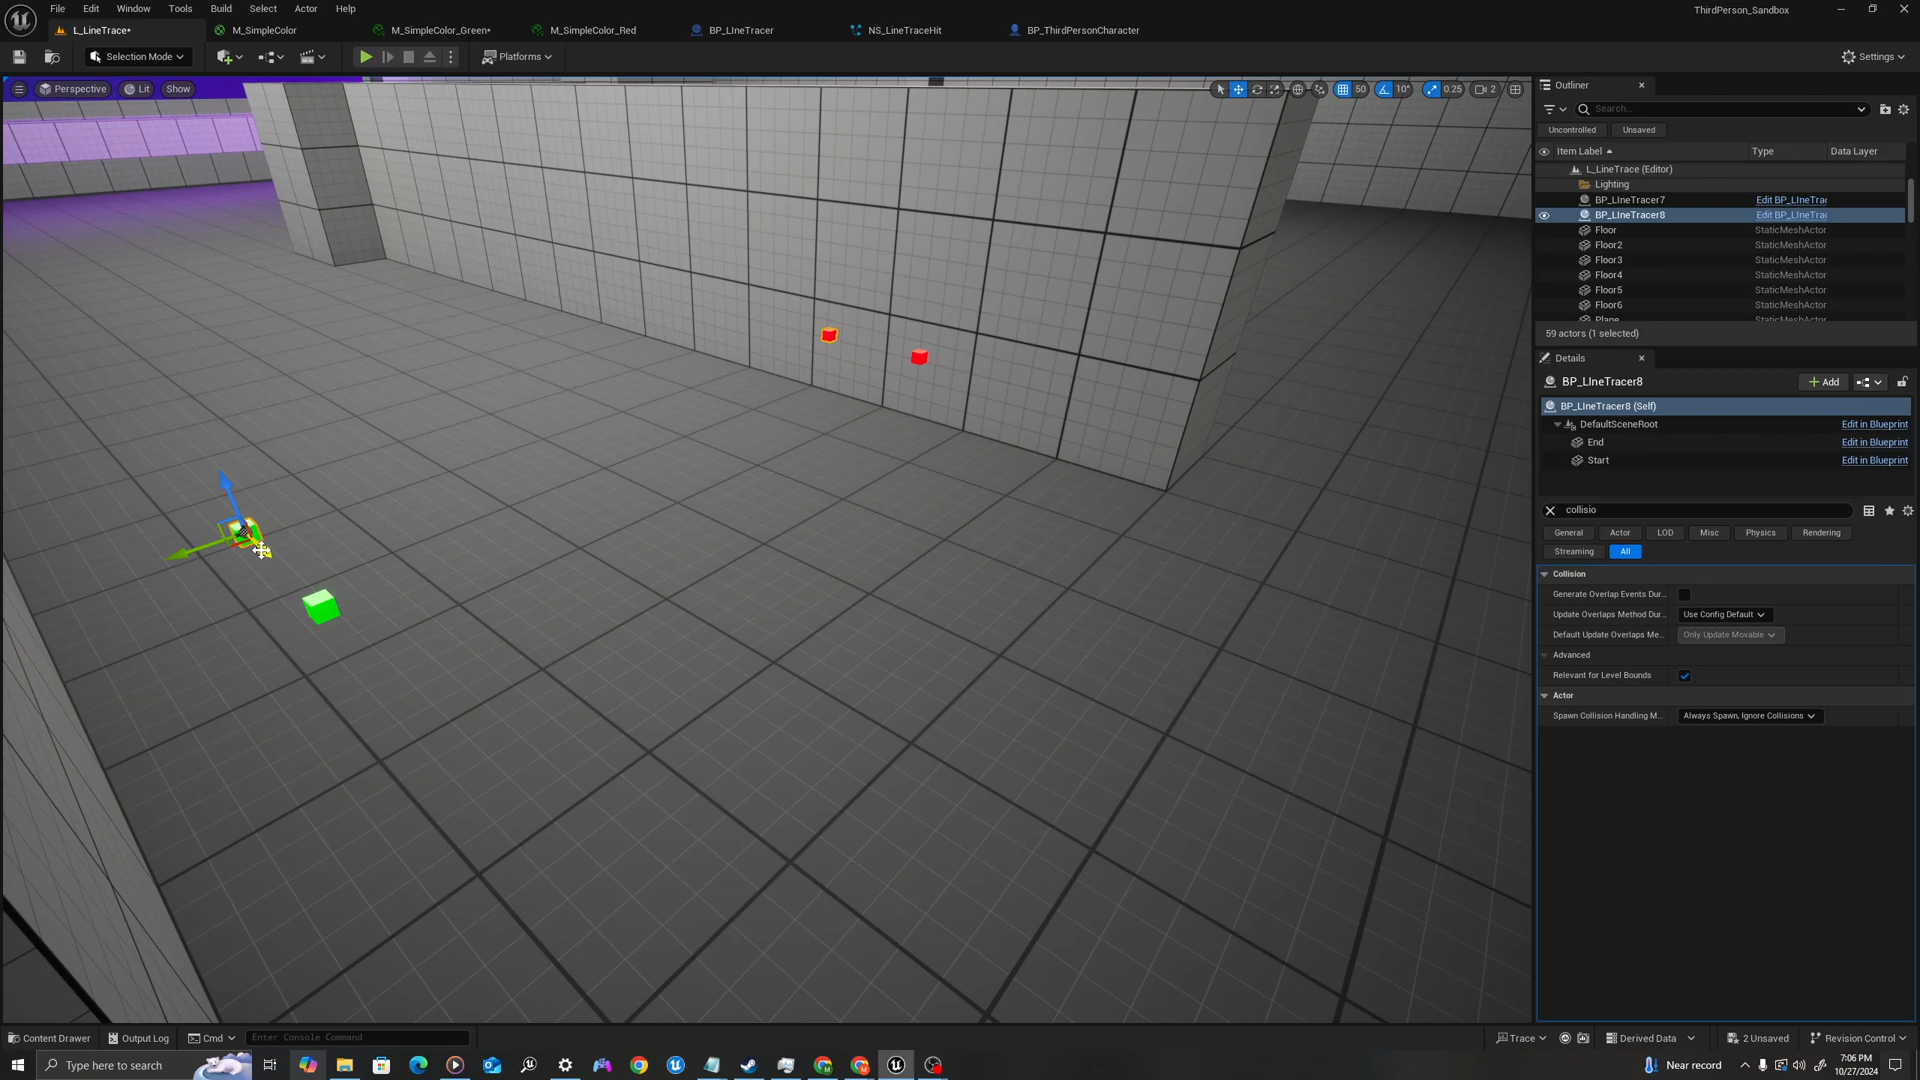 File Edit Window Tools Build Select Actor Help
ThirdPerson_Sandbox
L_LineTrace*
M_SimpleColor
M_SimpleColor_Green*
M_SimpleColor_Red
BP_LIneTracer
NS_LineTraceHit
BP_ThirdPersonCharacter
Selection Mode
Platforms
Settings
Perspective
Lit
Show
50
10°
0.25
2
Outliner
Search...
Uncontrolled
Unsaved
Item Label
Type
Data Layer
L_LineTrace (Editor)
Lighting
BP_LIneTracer7 Edit BP_LIneTrac
BP_LIneTracer8 Edit BP_LIneTrac
Floor StaticMeshActor
Floor2 StaticMeshActor
Floor3 StaticMeshActor
Floor4 StaticMeshActor
Floor5 StaticMeshActor
Floor6 StaticMeshActor
59 actors (1 selected)
Details
BP_LIneTracer8
Add
BP_LIneTracer8 (Self)
DefaultSceneRoot Edit in Blueprint
End Edit in Blueprint
Start Edit in Blueprint
collisio
General Actor LOD Misc Physics Rendering
Streaming All
Collision
Generate Overlap Events Dur...
Update Overlaps Method Dur... Use Config Default
Default Update Overlaps Me... Only Update Movable
Advanced
Relevant for Level Bounds
Actor
Spawn Collision Handling M... Always Spawn, Ignore Collisions
Content Drawer
Output Log
Cmd
Enter Console Command
Trace
Derived Data
2 Unsaved
Revision Control
Type here to search
Near record
7:06 PM
10/27/2024